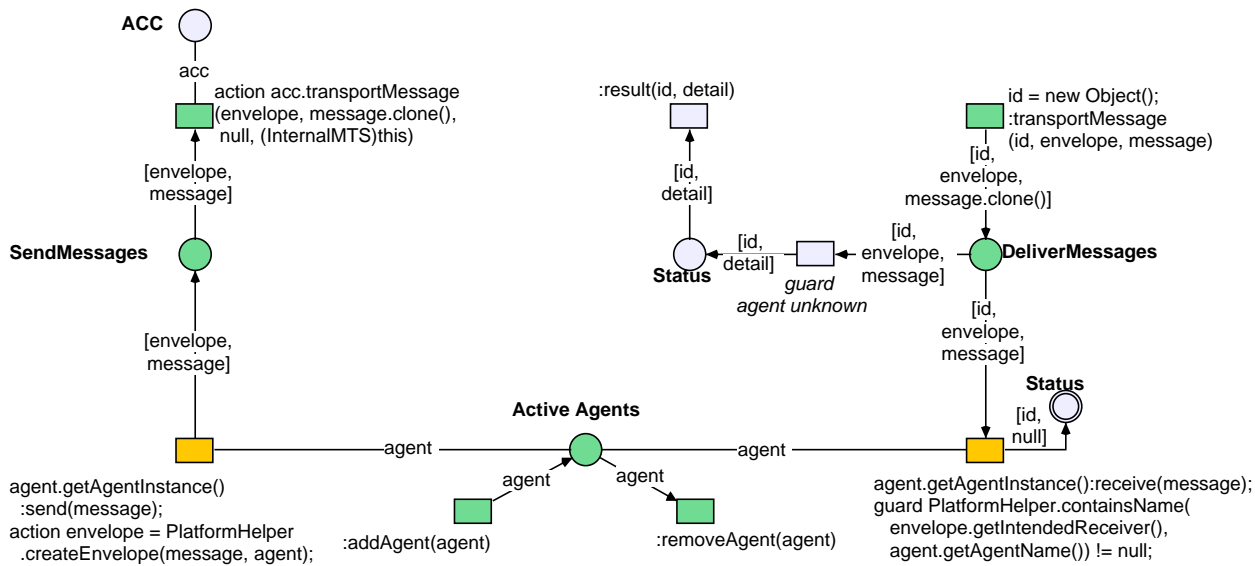 ACC
acc
action acc.transportMessage
(envelope, message.clone(),
null, (InternalMTS)this)
[envelope,
message]
SendMessages
[envelope,
message]
agent.getAgentInstance()
:send(message);
action envelope = PlatformHelper
.createEnvelope(message, agent);
agent
Active Agents
agent
:addAgent(agent)
agent
:removeAgent(agent)
agent
:result(id, detail)
[id,
detail]
Status
[id,
detail]
guard
agent unknown
[id,
envelope,
message]
id = new Object();
:transportMessage
(id, envelope, message)
[id,
envelope,
message.clone()]
DeliverMessages
[id,
envelope,
message]
Status
[id,
null]
agent.getAgentInstance():receive(message);
guard PlatformHelper.containsName(
envelope.getIntendedReceiver(),
agent.getAgentName()) != null;